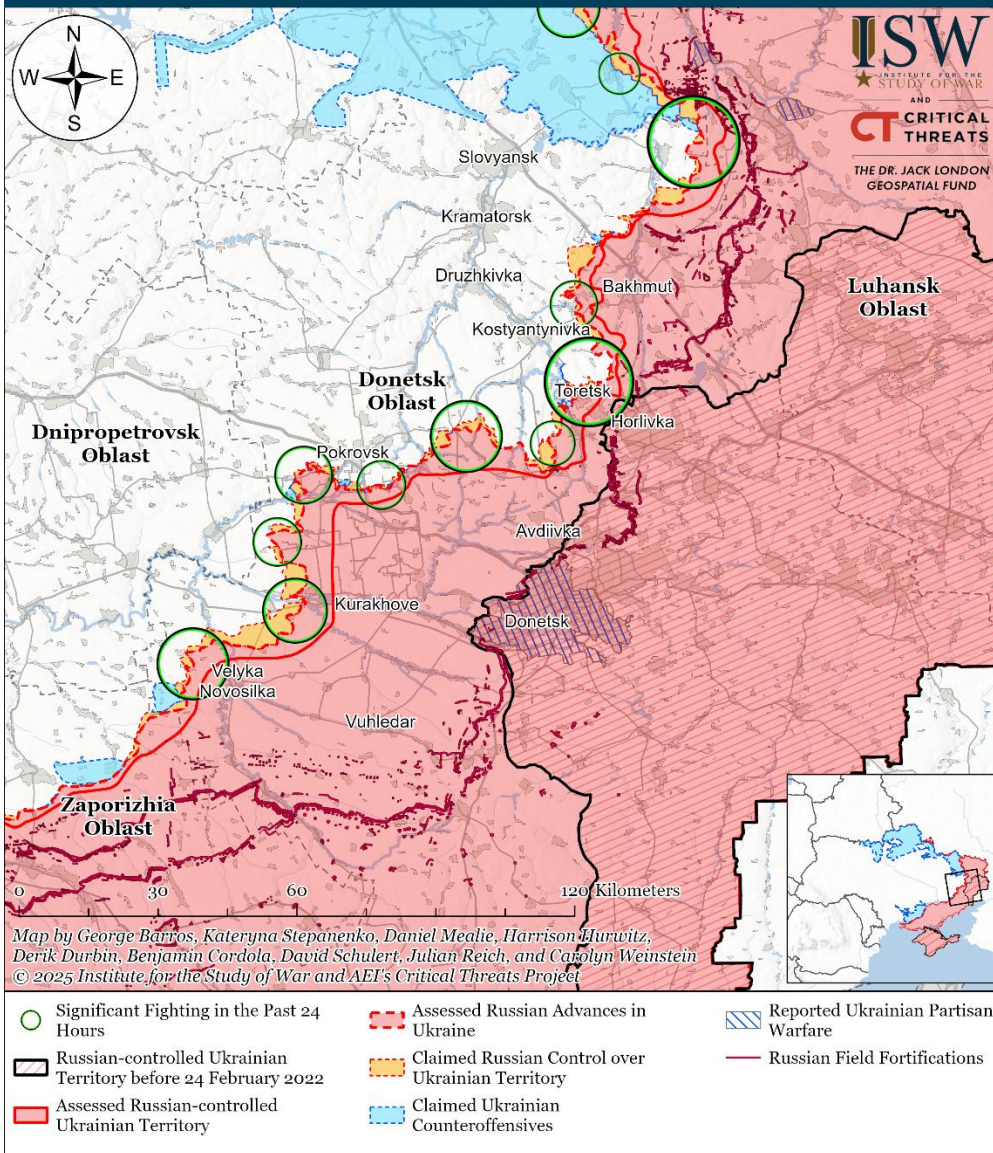 N
W E
S
ISW
INSTITUTE FOR THE
STUDY OF WAR
AND
CT CRITICAL
THREATS
THE DR. JACK LONDON
GEOSPATIAL FUND
Slovyansk
Kramatorsk
Druzhkivka
Bakhmut
Luhansk
Oblast
Kostyantynivka
Donetsk
Oblast
Toretsk
Horlivka
Dnipropetrovsk
Oblast
Pokrovsk
Avdiivka
Kurakhove
Donetsk
Velyka
Novosilka
Vuhledar
Zaporizhia
Oblast
0 30 60 120 Kilometers
Map by George Barros, Kateryna Stepanenko, Daniel Mealie, Harrison Hurwitz,
Derik Durbin, Benjamin Cordola, David Schulert, Julian Reich, and Carolyn Weinstein
© 2025 Institute for the Study of War and AEI's Critical Threats Project
Significant Fighting in the Past 24
Hours
Russian-controlled Ukrainian
Territory before 24 February 2022
Assessed Russian-controlled
Ukrainian Territory
Assessed Russian Advances in
Ukraine
Claimed Russian Control over
Ukrainian Territory
Claimed Ukrainian
Counteroffensives
Reported Ukrainian Partisan
Warfare
Russian Field Fortifications